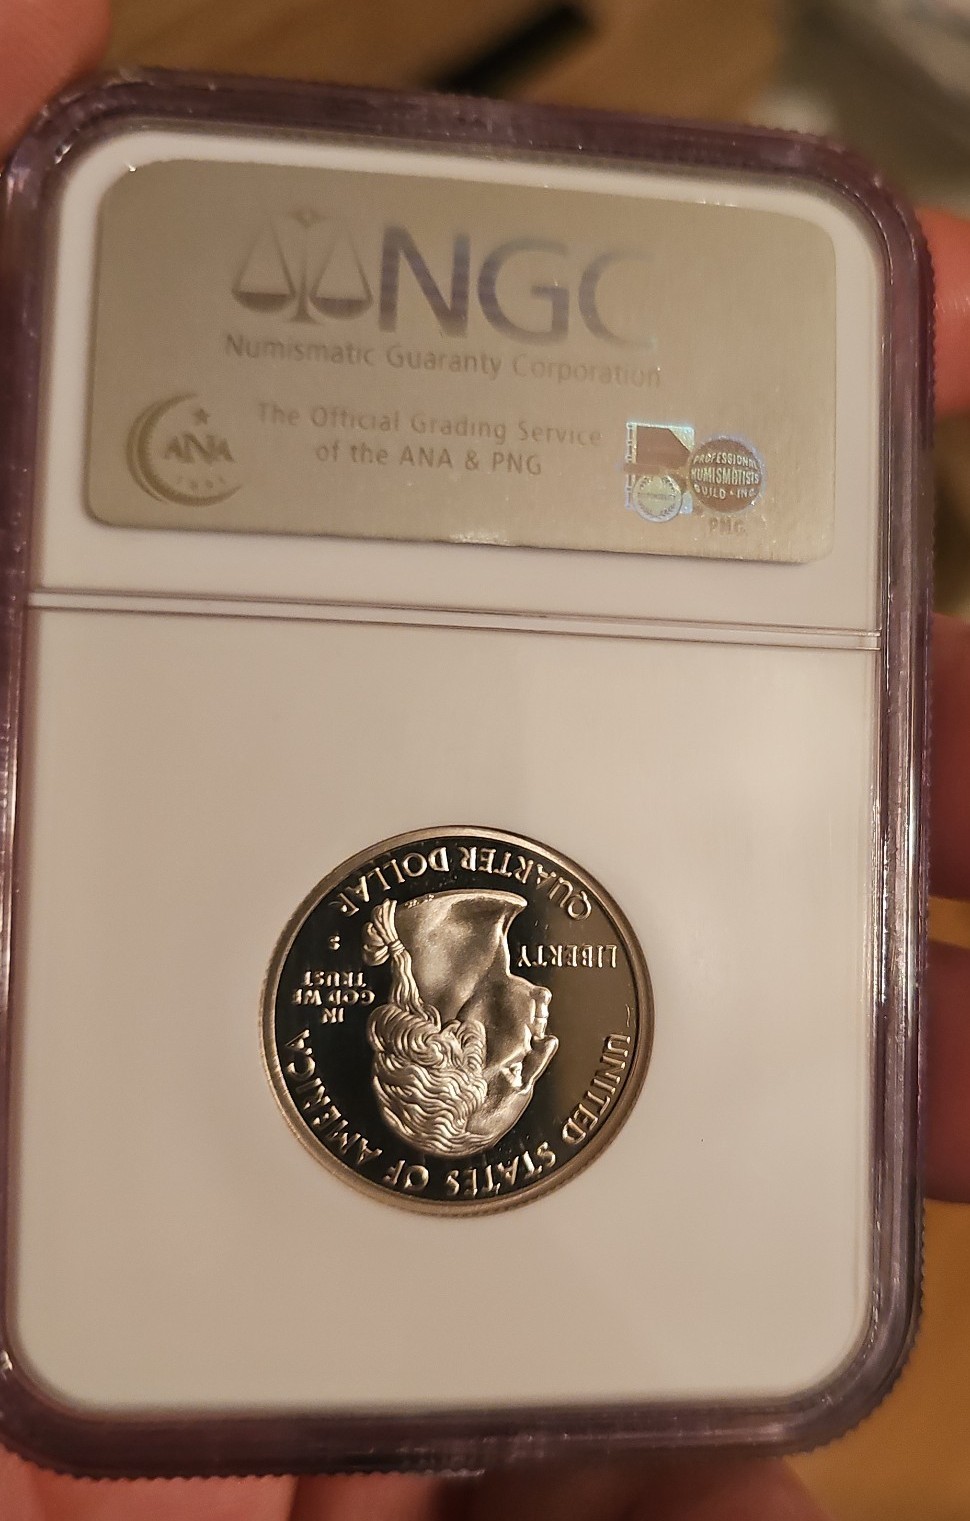 NGC
Numismatic Guaranty Corporation
The Official Grading Service
of the ANA & PNG
ANA
PROFESSIONAL
NUMISMATISTS
GUILD • INC.
PNG
UNITED STATES OF AMERICA
LIBERTY
IN
GOD WE
TRUST
S
QUARTER DOLLAR